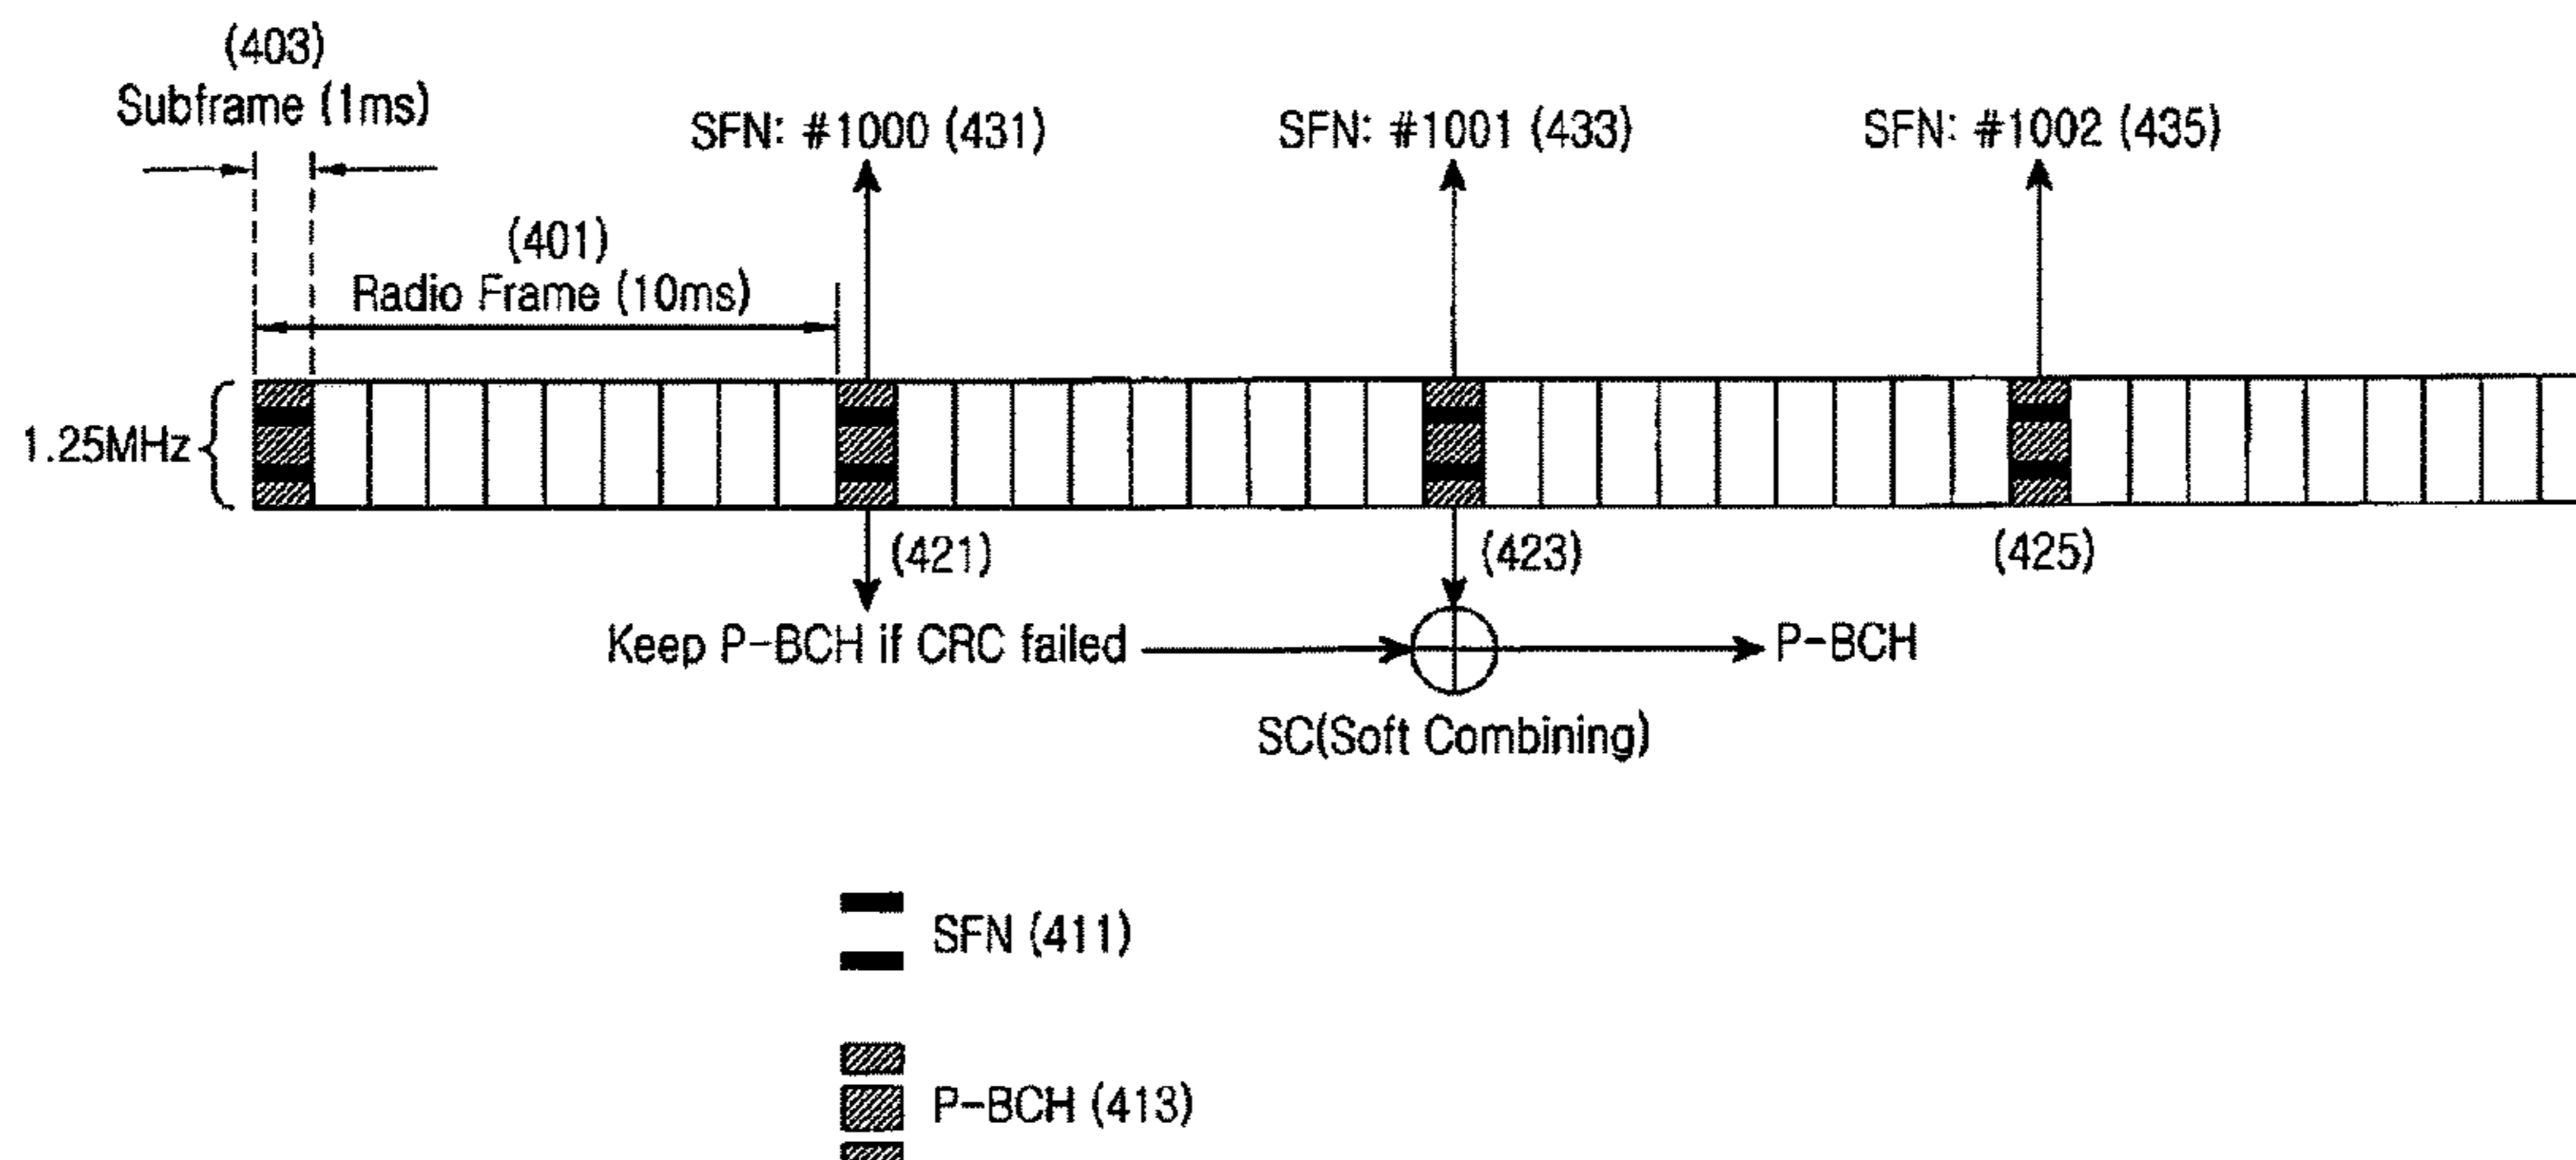 (403)
Subframe (1ms)
SFN: #1000 (431)
SFN: #1001 (433)
SFN: #1002 (435)
(401)
Radio Frame (10ms)
1.25MHz
(421)
(423)
(425)
Keep P-BCH if CRC failed
P-BCH
SC(Soft Combining)
SFN (411)
P-BCH (413)